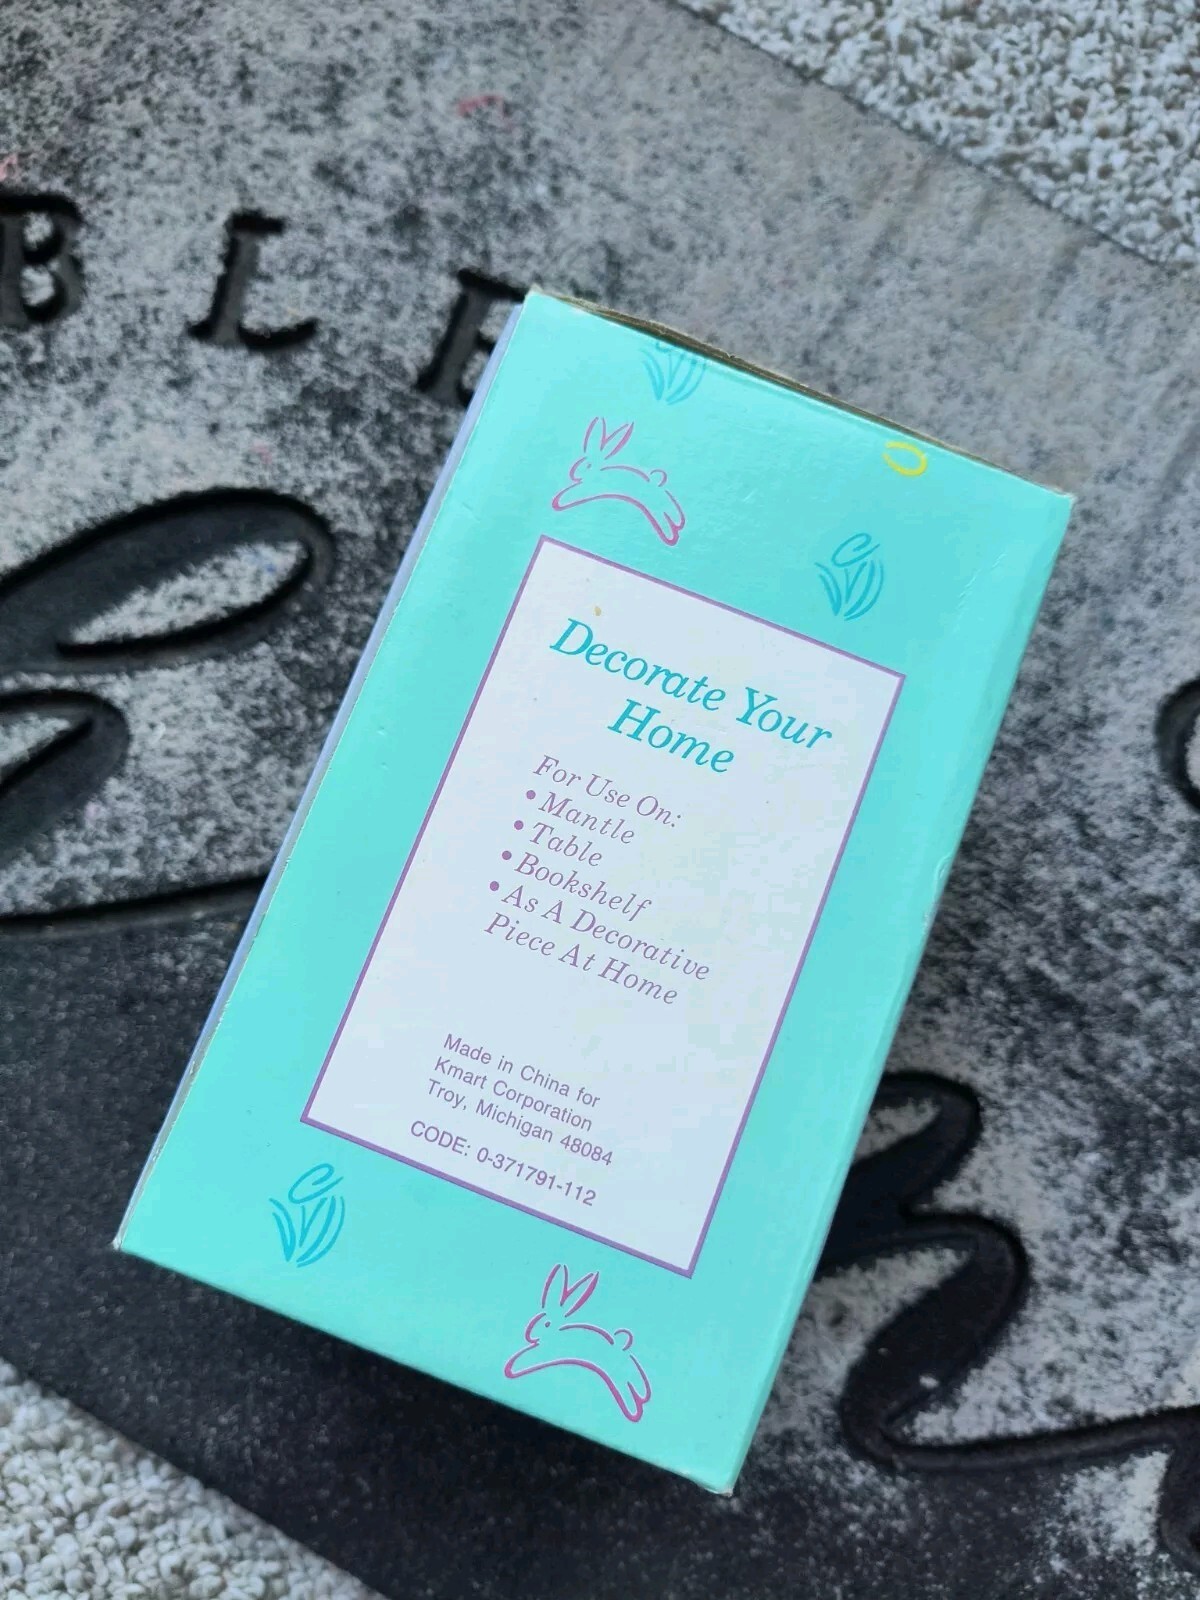 BLE
Decorate Your
Home
For Use On:
• Mantle
• Table
• Bookshelf
• As A Decorative
Piece At Home
Made in China for
Kmart Corporation
Troy, Michigan 48084
CODE: 0-371791-112